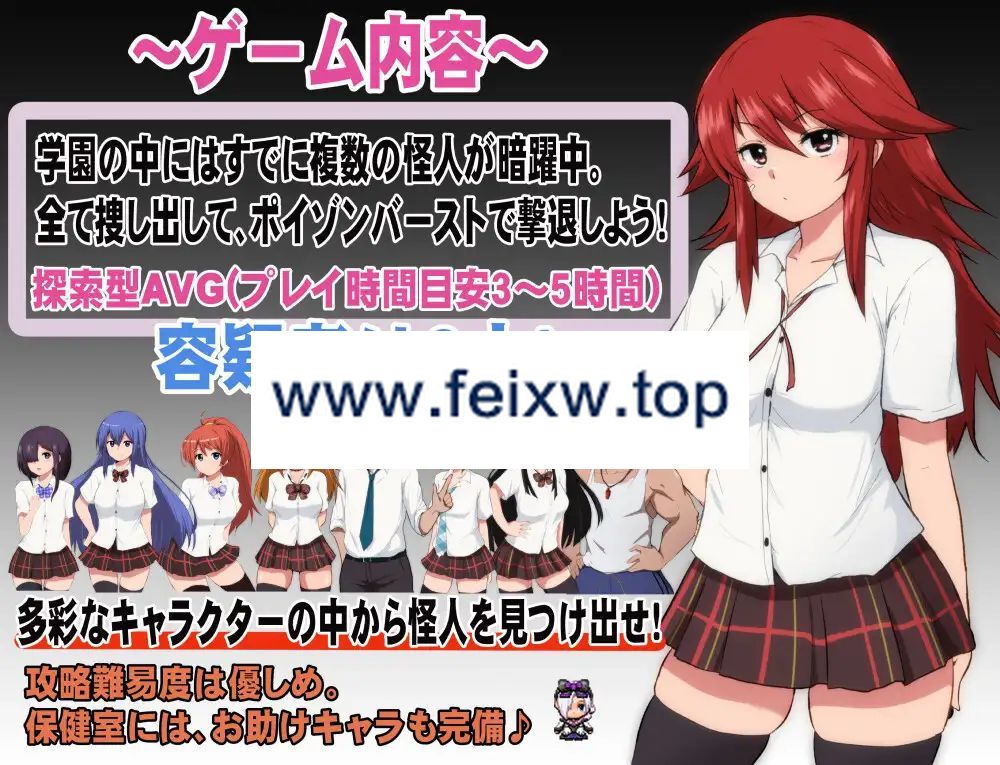 ～ゲーム内容～
学園の中にはすでに複数の怪人が暗躍中。
全て捜し出して、ポイゾンバーストで撃退しよう!
探索型AVG(プレイ時間目安3～5時間)
容疑者は
www.feixw.top
多彩なキャラクターの中から怪人を見つけ出せ!
攻略難易度は優しめ。
保健室には、お助けキャラも完備♪